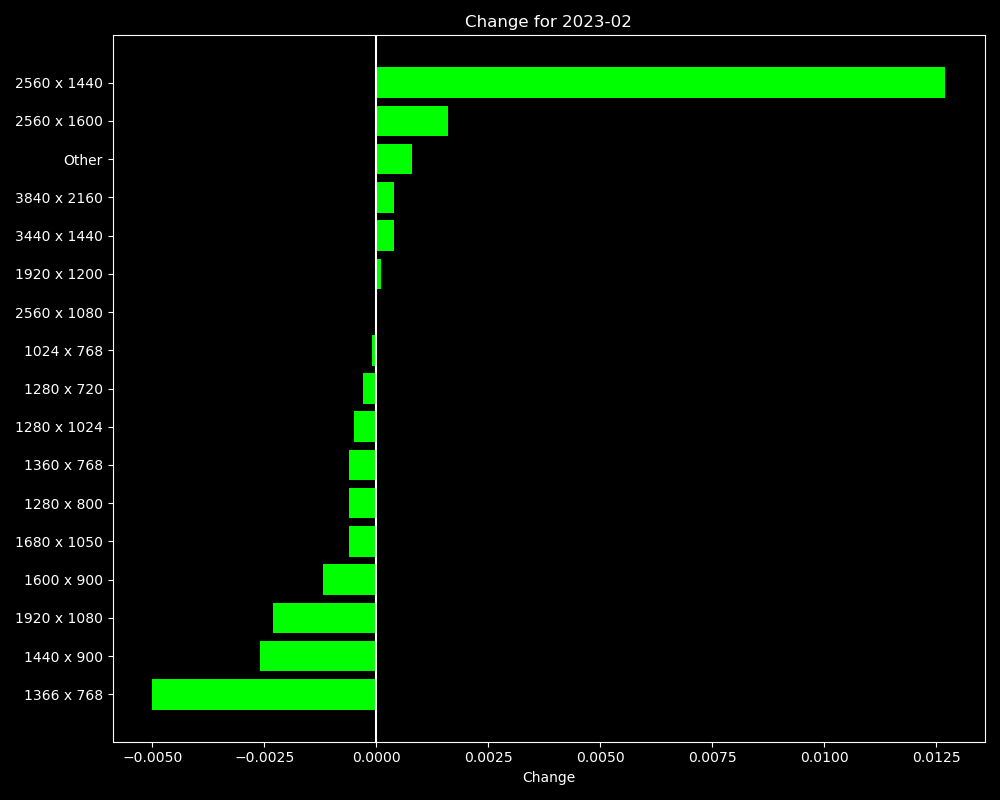 Change for 2023-02
2560 x 1440
2560 x 1600
Other
3840 x 2160
3440 x 1440
1920 x 1200
2560 x 1080
1024 x 768
1280 x 720
1280 x 1024
1360 x 768
1280 x 800
1680 x 1050
1600 x 900
1920 x 1080
1440 x 900
1366 x 768
−0.0050 −0.0025 0.0000 0.0025 0.0050 0.0075 0.0100 0.0125
Change